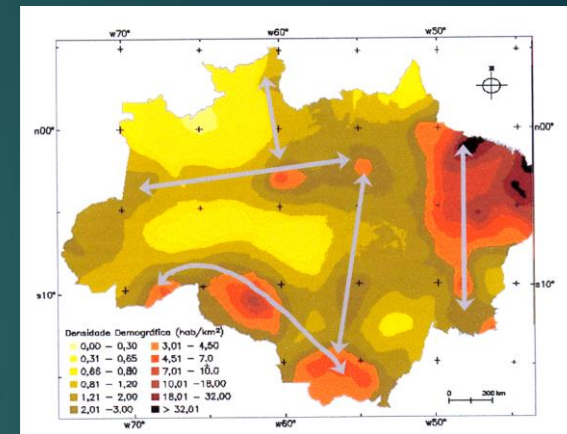 w70° w60° w50°
n00° n00°
s10° s10°
Densidade Demográfica (hab/km²)
0,00 – 0,30 3,01 – 4,50
0,31 – 0,65 4,51 – 7.0
0,66 – 0,80 7,01 – 10.0
0,81 – 1,20 10,01 – 18,00
1,21 – 2,00 18,01 – 32,00
2,01 – 3,00 > 32,01
0 300 km
w70° w60° w50°